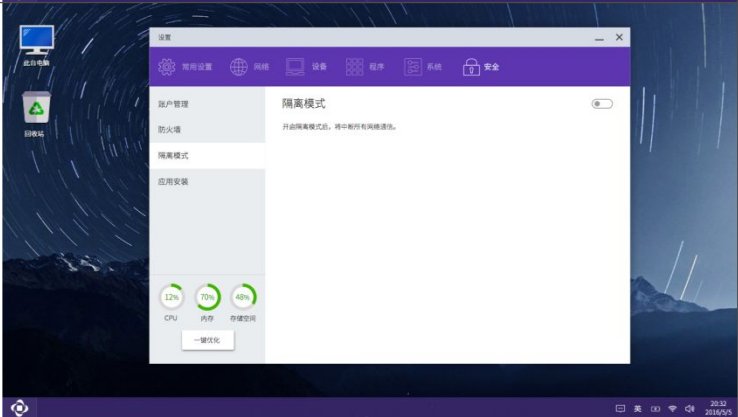 此自电脑
回收站
设置
常用设置
网络
设备
程序
系统
安全
账户管理
防火墙
隔离模式
应用安装
隔离模式
开启隔离模式后，将中断所有网络通信。
12%
70%
48%
CPU
内存
存储空间
一键优化
英
20:32
2016/5/5